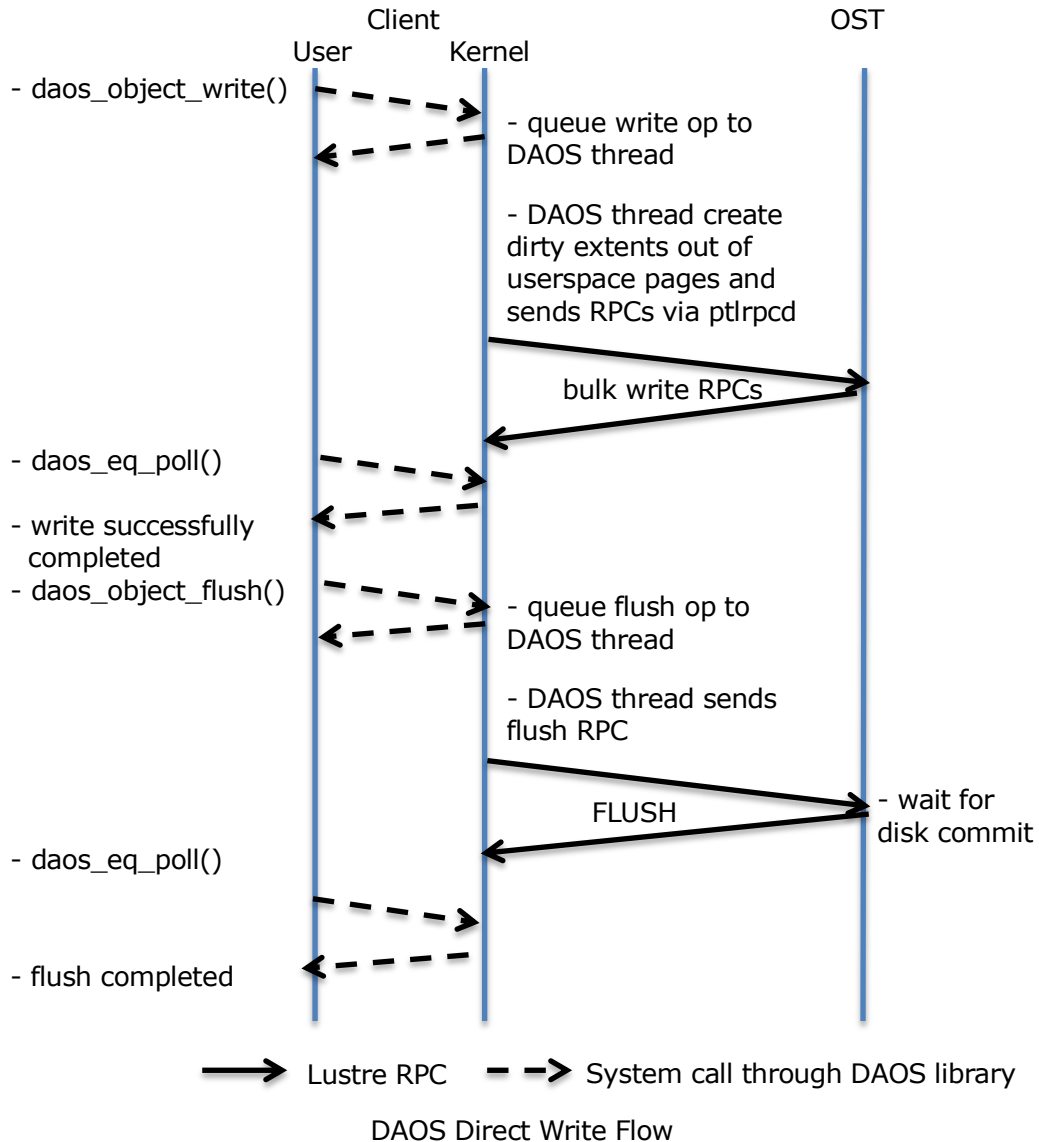 Client
OST
User
Kernel
- daos_object_write()
- queue write op to
DAOS thread
- DAOS thread create
dirty extents out of
userspace pages and
sends RPCs via ptlrpcd
bulk write RPCs
- daos_eq_poll()
- write successfully
completed
- daos_object_flush()
- queue flush op to
DAOS thread
- DAOS thread sends
flush RPC
FLUSH
- wait for
disk commit
- daos_eq_poll()
- flush completed
Lustre RPC
System call through DAOS library
DAOS Direct Write Flow